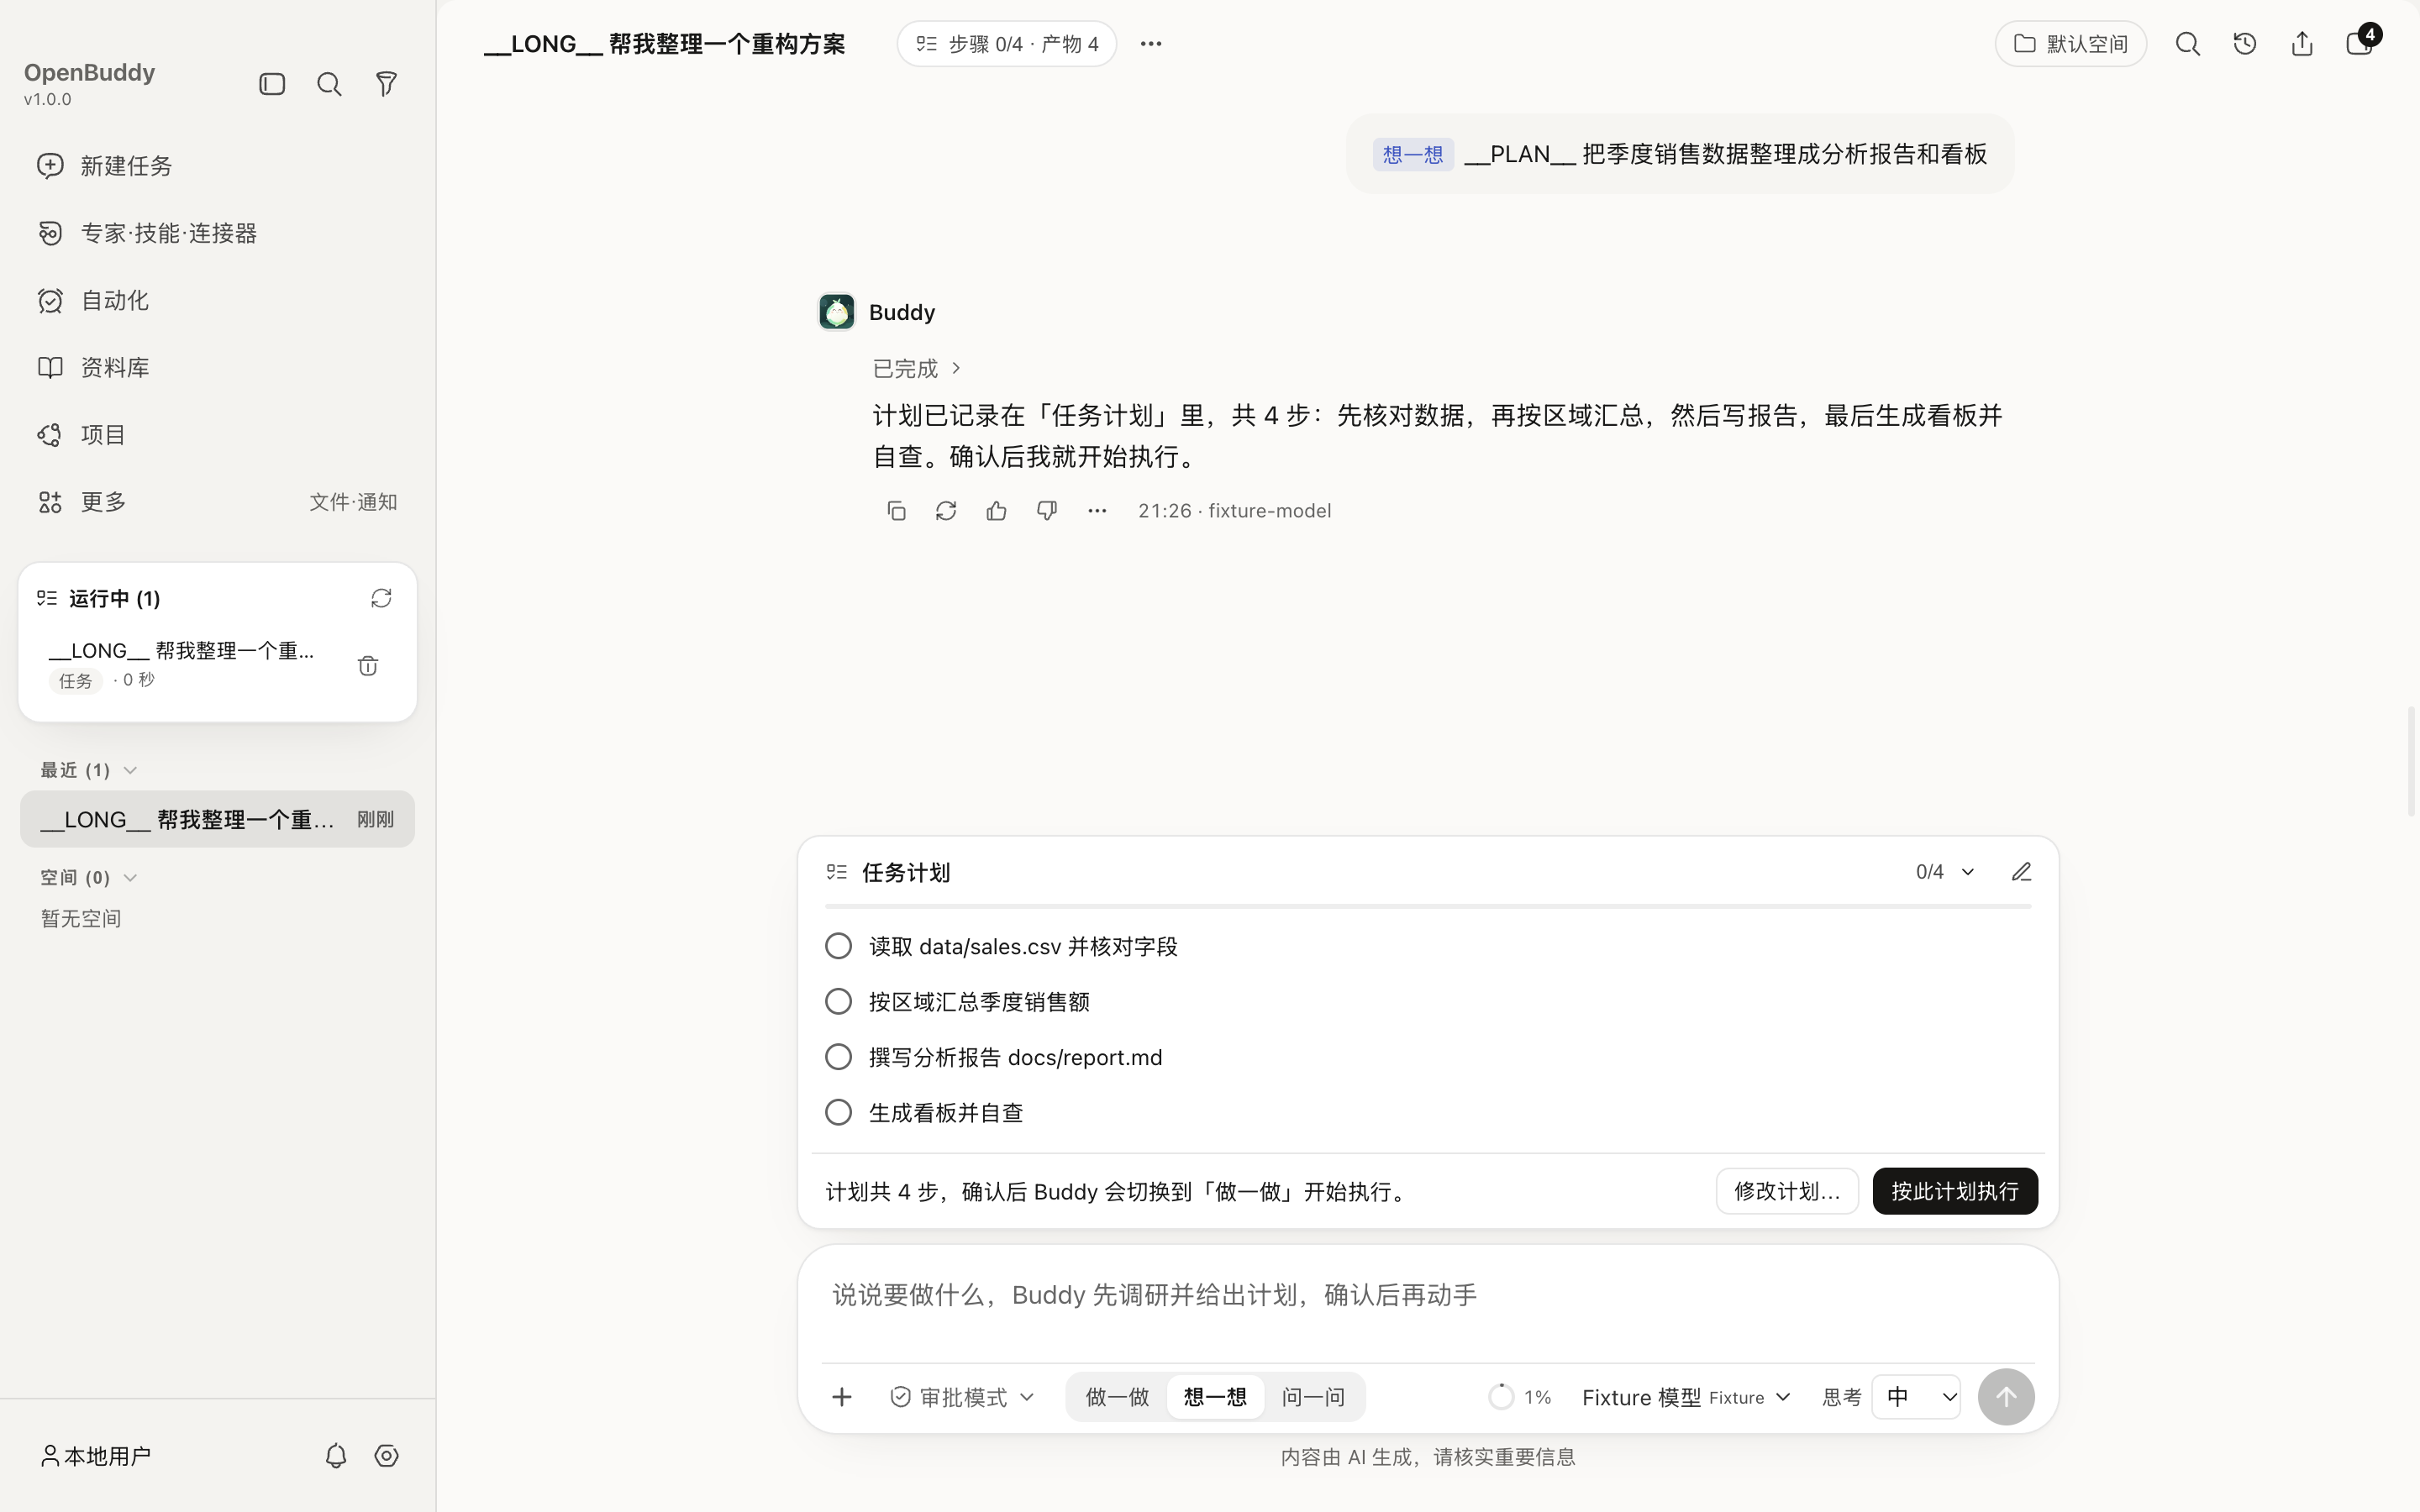 OpenBuddy
v1.0.0
新建任务
专家·技能·连接器
自动化
资料库
项目
更多 文件·通知
运行中 (1)
__LONG__ 帮我整理一个重...
任务 · 0 秒
最近 (1)
__LONG__ 帮我整理一个重... 刚刚
空间 (0)
暂无空间
本地用户
__LONG__ 帮我整理一个重构方案 步骤 0/4 · 产物 4
默认空间 4
想一想 __PLAN__ 把季度销售数据整理成分析报告和看板
Buddy
已完成
计划已记录在「任务计划」里，共 4 步：先核对数据，再按区域汇总，然后写报告，最后生成看板并
自查。确认后我就开始执行。
21:26 · fixture-model
任务计划 0/4
读取 data/sales.csv 并核对字段
按区域汇总季度销售额
撰写分析报告 docs/report.md
生成看板并自查
计划共 4 步，确认后 Buddy 会切换到「做一做」开始执行。 修改计划... 按此计划执行
说说要做什么，Buddy 先调研并给出计划，确认后再动手
审批模式 做一做 想一想 问一问 1% Fixture 模型 Fixture 思考 中
内容由 AI 生成，请核实重要信息